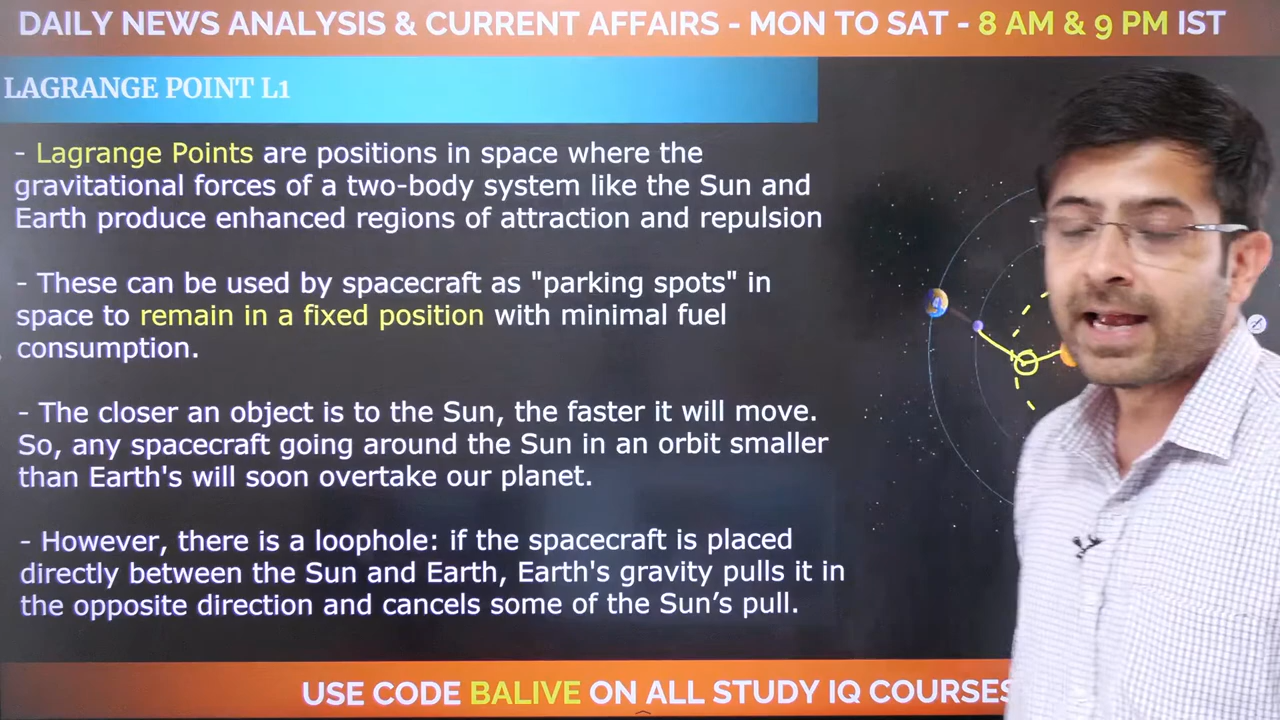 DAILY NEWS ANALYSIS & CURRENT AFFAIRS - MON TO SAT - 8 AM & 9 PM IST
LAGRANGE POINT L1
- Lagrange Points are positions in space where the
gravitational forces of a two-body system like the Sun and
Earth produce enhanced regions of attraction and repulsion
- These can be used by spacecraft as "parking spots" in
space to remain in a fixed position with minimal fuel
consumption.
- The closer an object is to the Sun, the faster it will move.
So, any spacecraft going around the Sun in an orbit smaller
than Earth's will soon overtake our planet.
- However, there is a loophole: if the spacecraft is placed
directly between the Sun and Earth, Earth's gravity pulls it in
the opposite direction and cancels some of the Sun’s pull.
USE CODE BALIVE ON ALL STUDY IQ COURSES